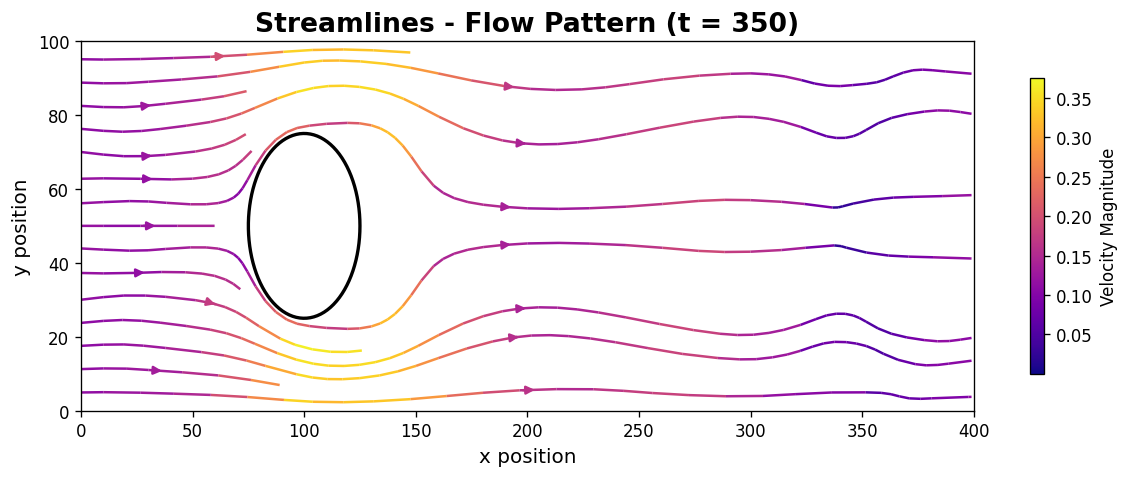 Streamlines - Flow Pattern (t = 350)
100
80
60
40
20
0
y position
0 50 100 150 200 250 300 350 400
x position
0.35
0.30
0.25
0.20
0.15
0.10
0.05
Velocity Magnitude